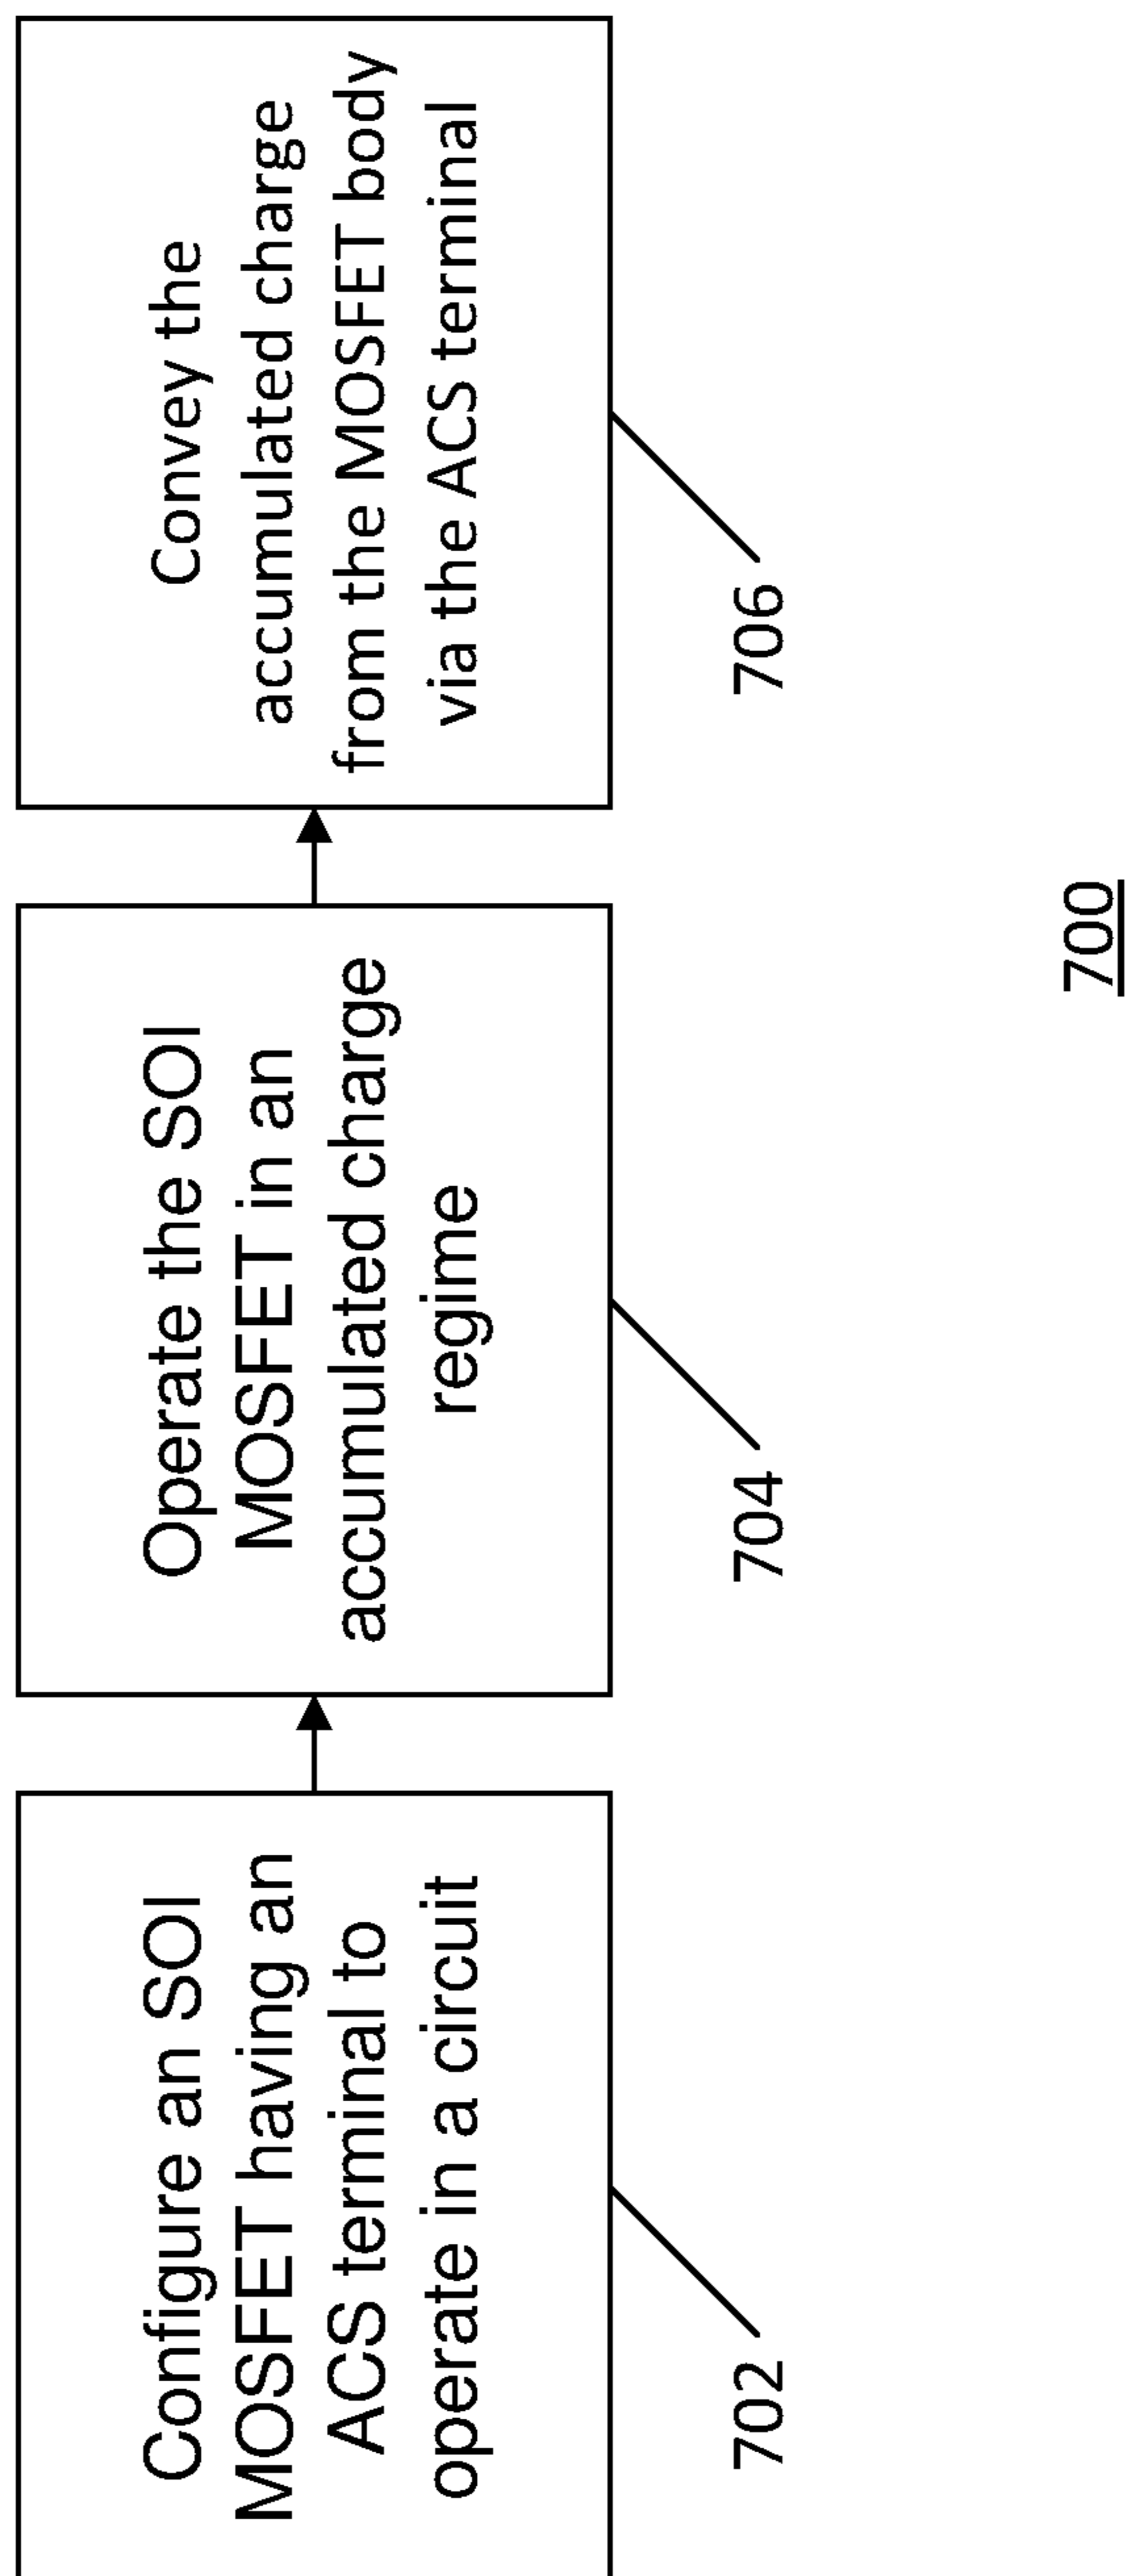 Configure an SOI
MOSFET having an
ACS terminal to
operate in a circuit
702
Operate the SOI
MOSFET in an
accumulated charge
regime
704
Convey the
accumulated charge
from the MOSFET body
via the ACS terminal
706
700